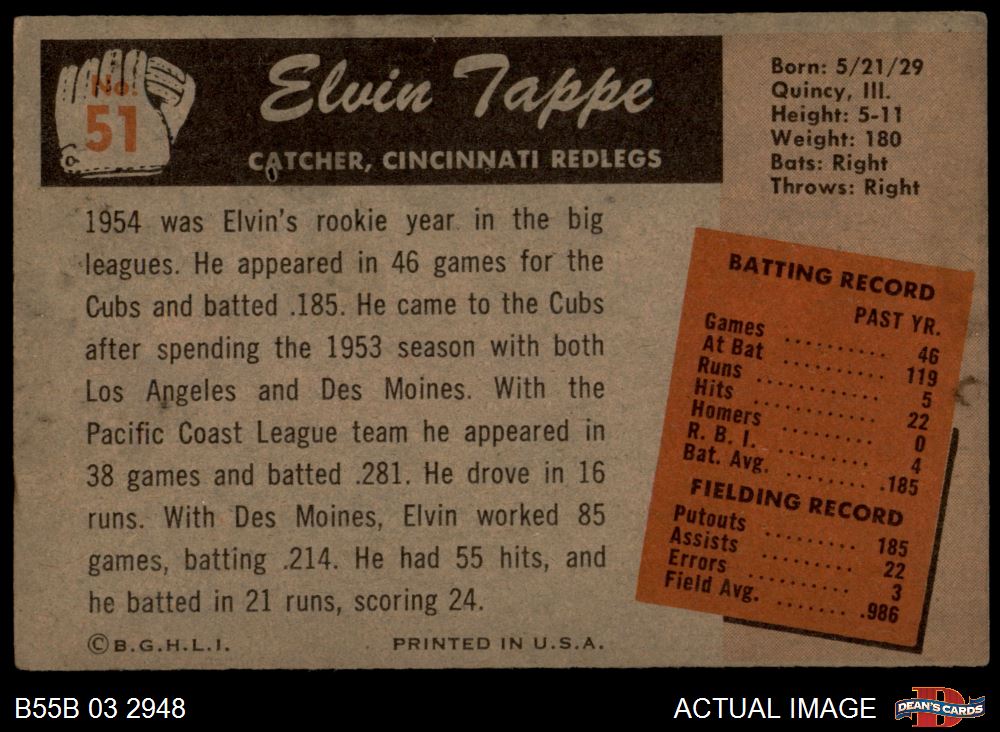 No.
51
Elvin Tappe
CATCHER, CINCINNATI REDLEGS
Born: 5/21/29
Quincy, Ill.
Height: 5-11
Weight: 180
Bats: Right
Throws: Right
1954 was Elvin's rookie year in the big
leagues. He appeared in 46 games for the
Cubs and batted .185. He came to the Cubs
after spending the 1953 season with both
Los Angeles and Des Moines. With the
Pacific Coast League team he appeared in
38 games and batted .281. He drove in 16
runs. With Des Moines, Elvin worked 85
games, batting .214. He had 55 hits, and
he batted in 21 runs, scoring 24.
© B.G.H.L.I. PRINTED IN U.S.A.
BATTING RECORD
PAST YR.
Games .......... 46
At Bat .......... 119
Runs .......... 5
Hits .......... 22
Homers .......... 0
R. B. I. .......... 4
Bat. Avg. ........ .185
FIELDING RECORD
Putouts ......... 185
Assists ......... 22
Errors .......... 3
Field Avg. ....... .986
B55B 03 2948
ACTUAL IMAGE
D
DEAN'S CARDS